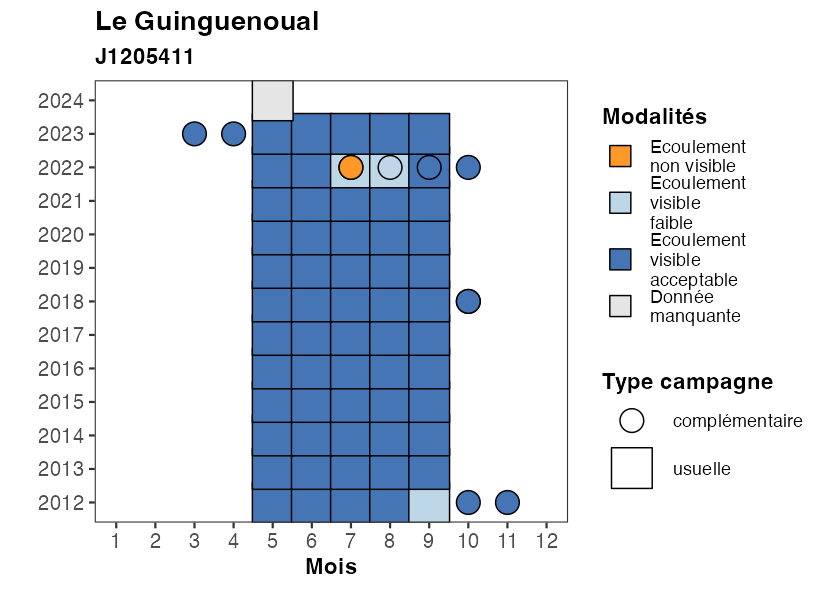 Le Guinguenoual
J1205411
2024
2023
2022
2021
2020
2019
2018
2017
2016
2015
2014
2013
2012
1 2 3 4 5 6 7 8 9 10 11 12
Mois
Modalités
Ecoulement
non visible
Ecoulement
visible
faible
Ecoulement
visible
acceptable
Donnée
manquante
Type campagne
complémentaire
usuelle